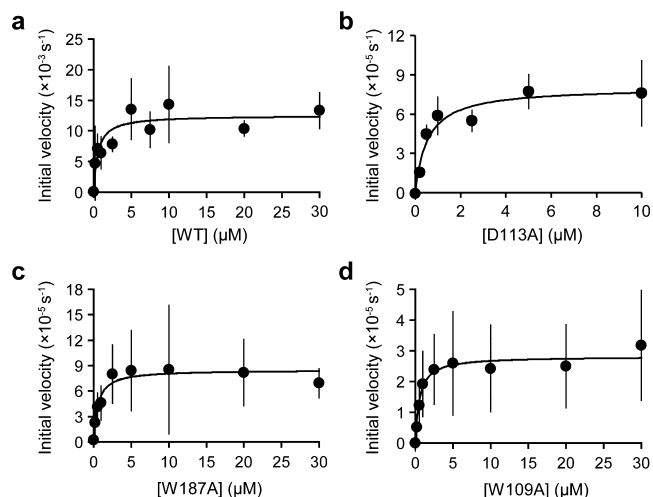 a
Initial velocity (×10⁻³ s⁻¹)
25
20
15
10
5
0
0 5 10 15 20 25 30
[WT] (μM)
b
Initial velocity (×10⁻⁵ s⁻¹)
12
9
6
3
0
0 2 4 6 8 10
[D113A] (μM)
c
Initial velocity (×10⁻⁵ s⁻¹)
18
15
12
9
6
3
0
0 5 10 15 20 25 30
[W187A] (μM)
d
Initial velocity (×10⁻⁵ s⁻¹)
5
4
3
2
1
0
0 5 10 15 20 25 30
[W109A] (μM)